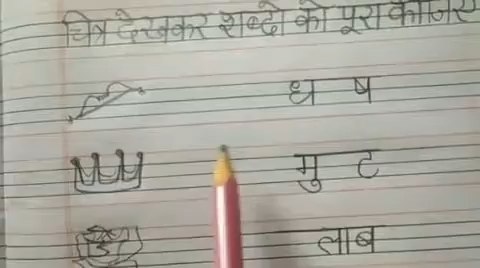 चित्र देखकर शब्दो को पूरा कीजिए
ध ष
मु ट
लाब